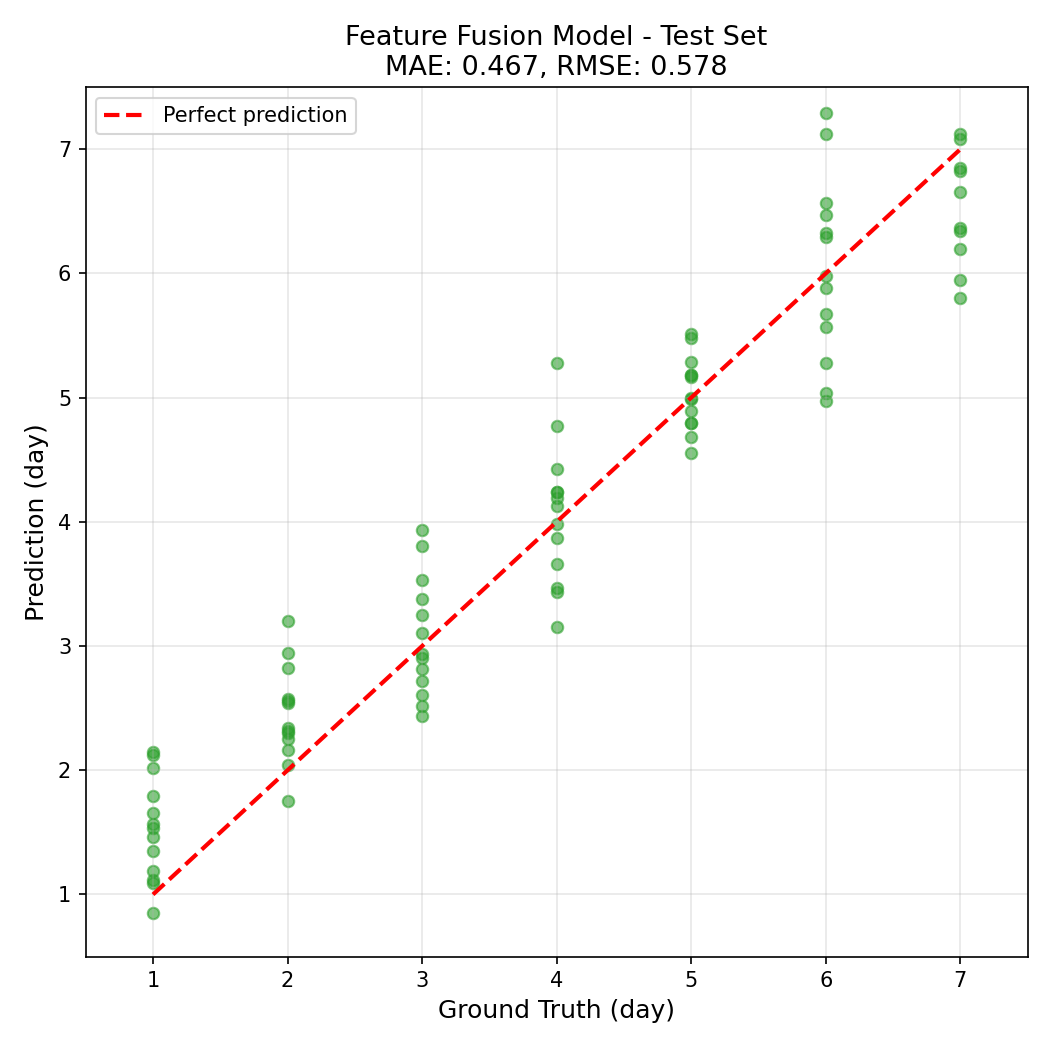 Feature Fusion Model - Test Set
MAE: 0.467, RMSE: 0.578
Perfect prediction
7
6
5
4
3
2
1
Prediction (day)
1 2 3 4 5 6 7
Ground Truth (day)